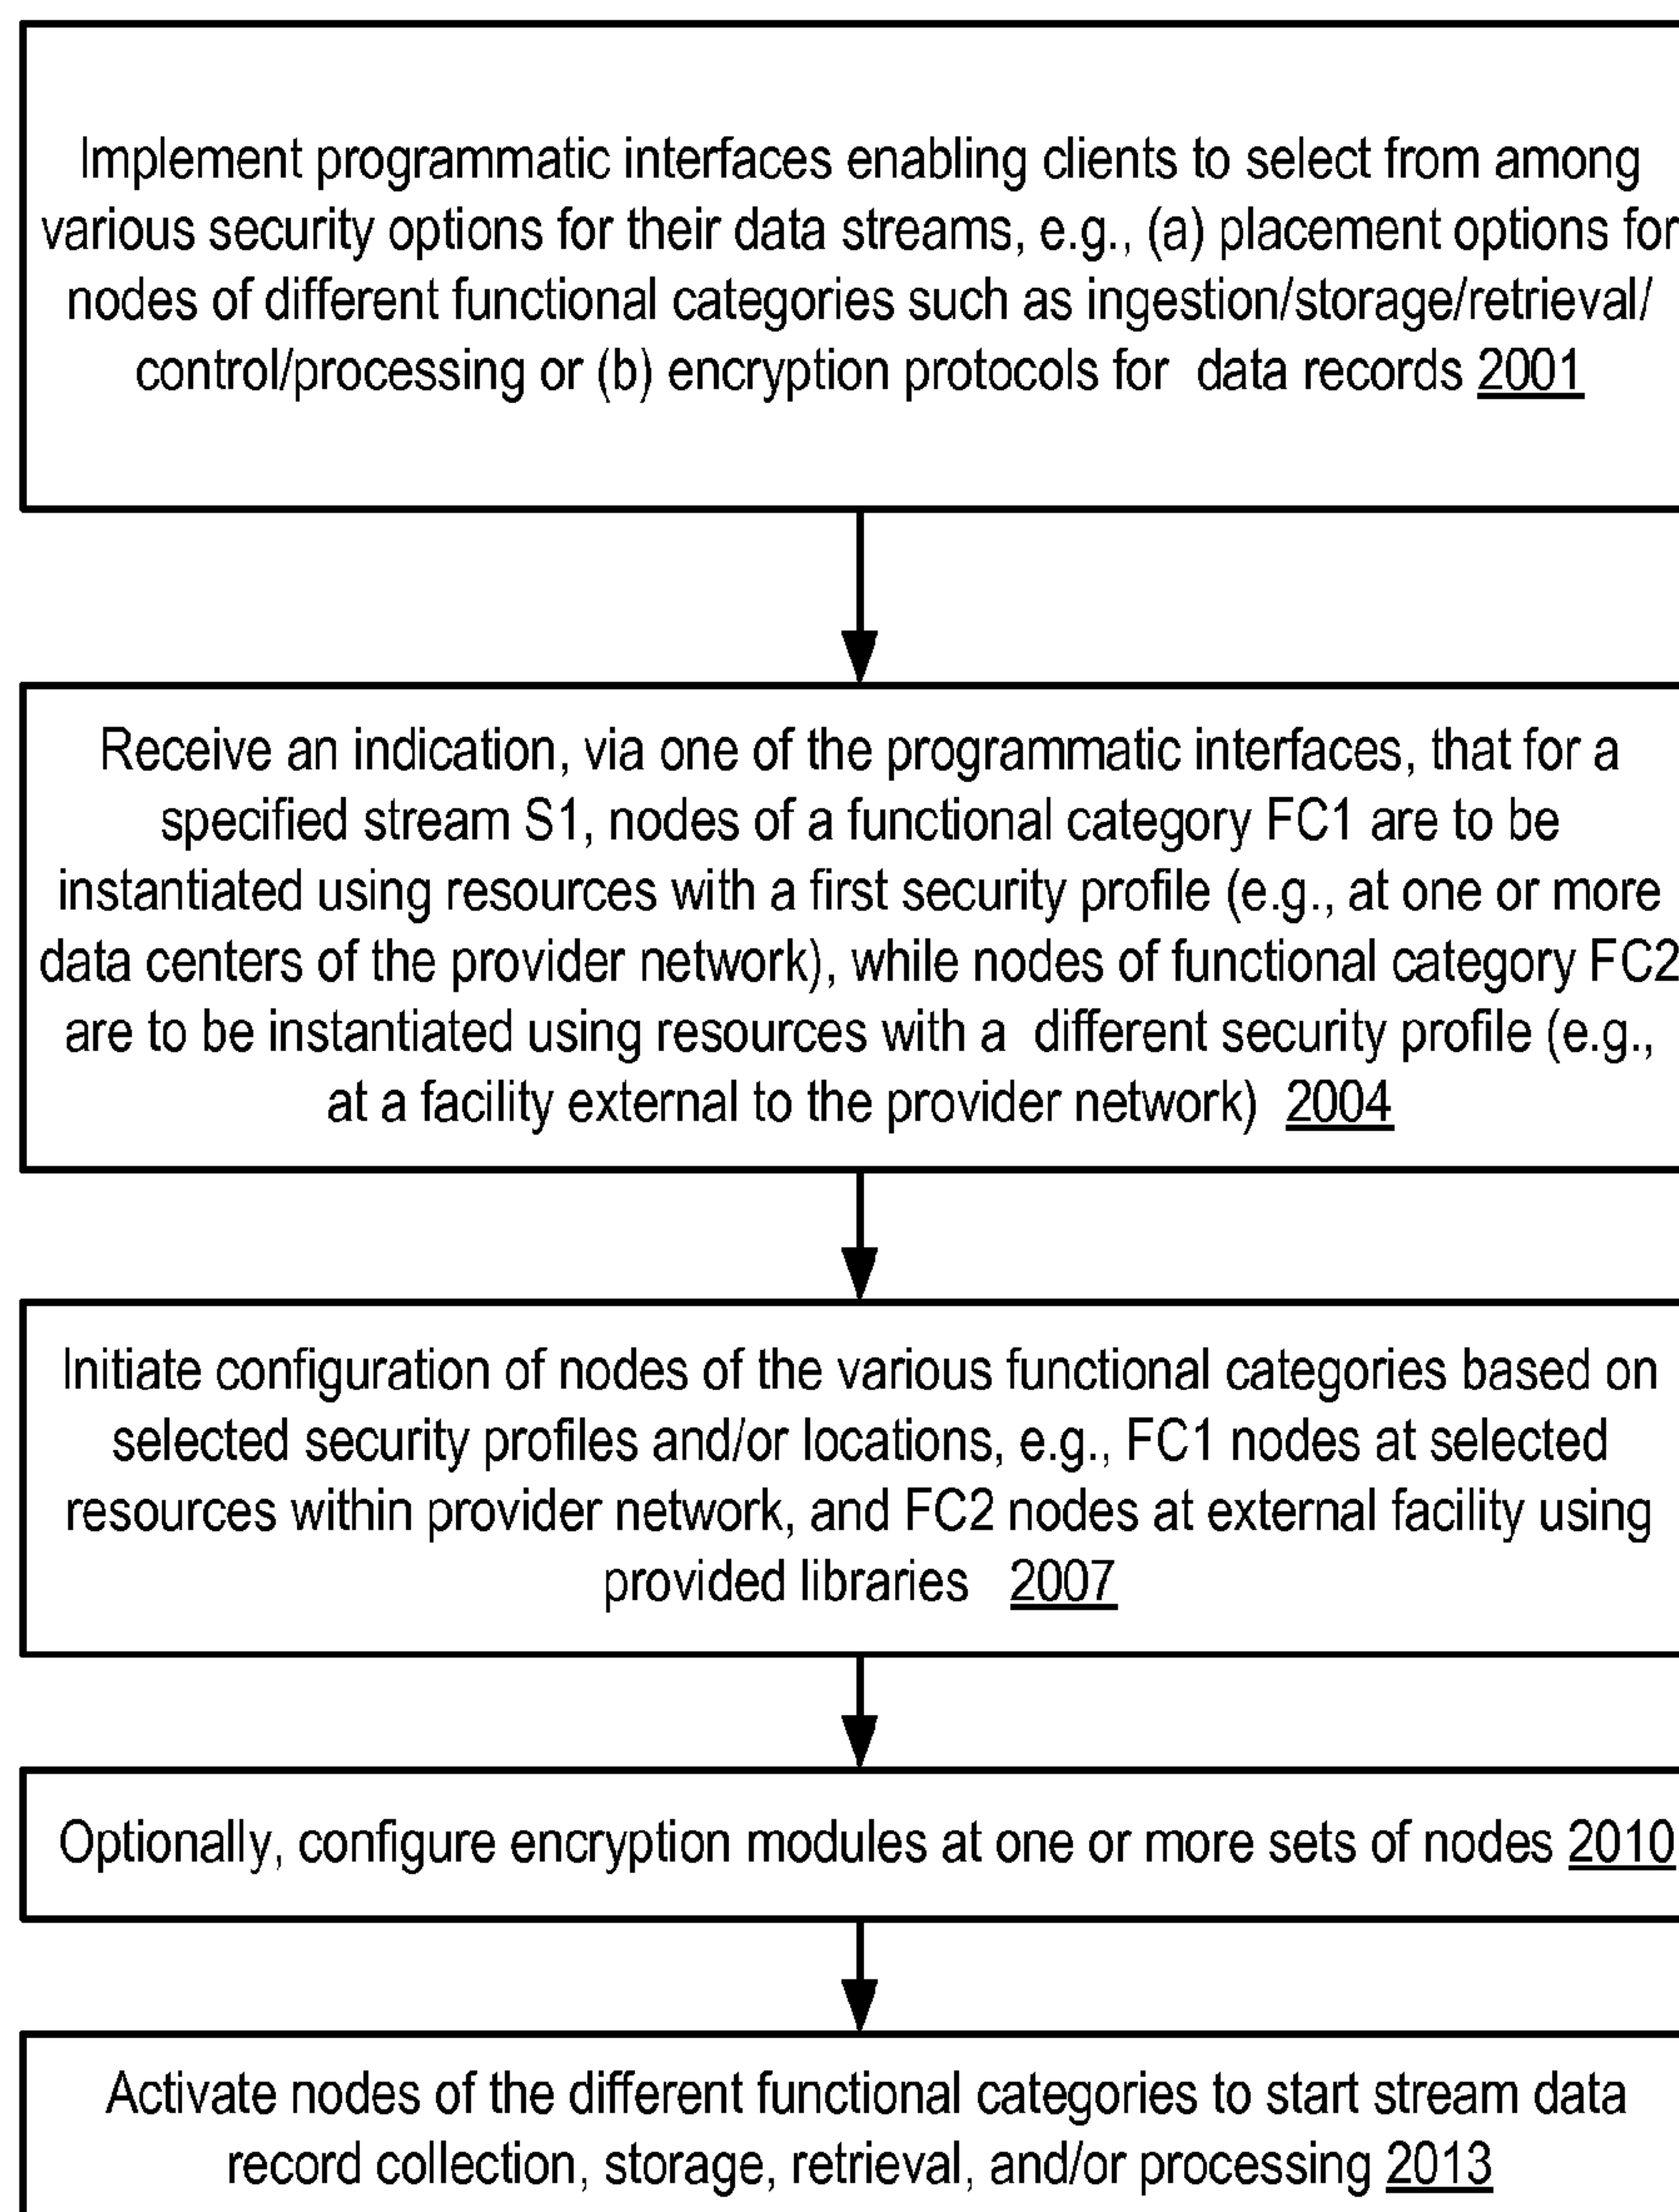 Implement programmatic interfaces enabling clients to select from among
various security options for their data streams, e.g., (a) placement options for
nodes of different functional categories such as ingestion/storage/retrieval/
control/processing or (b) encryption protocols for data records 2001
Receive an indication, via one of the programmatic interfaces, that for a
specified stream S1, nodes of a functional category FC1 are to be
instantiated using resources with a first security profile (e.g., at one or more
data centers of the provider network), while nodes of functional category FC2
are to be instantiated using resources with a different security profile (e.g.,
at a facility external to the provider network) 2004
Initiate configuration of nodes of the various functional categories based on
selected security profiles and/or locations, e.g., FC1 nodes at selected
resources within provider network, and FC2 nodes at external facility using
provided libraries 2007
Optionally, configure encryption modules at one or more sets of nodes 2010
Activate nodes of the different functional categories to start stream data
record collection, storage, retrieval, and/or processing 2013